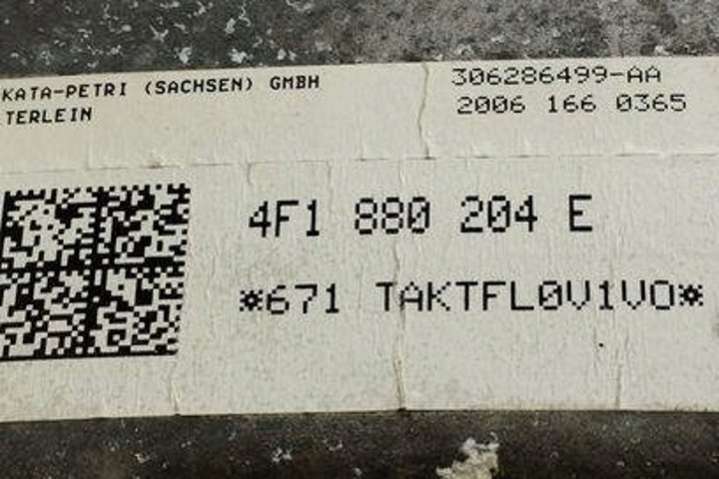 KATA-PETRI (SACHSEN) GMBH
TERLEIN
306286499-AA
2006 166 0365
4F1 880 204 E
*671 TAKTFL0V1VO*